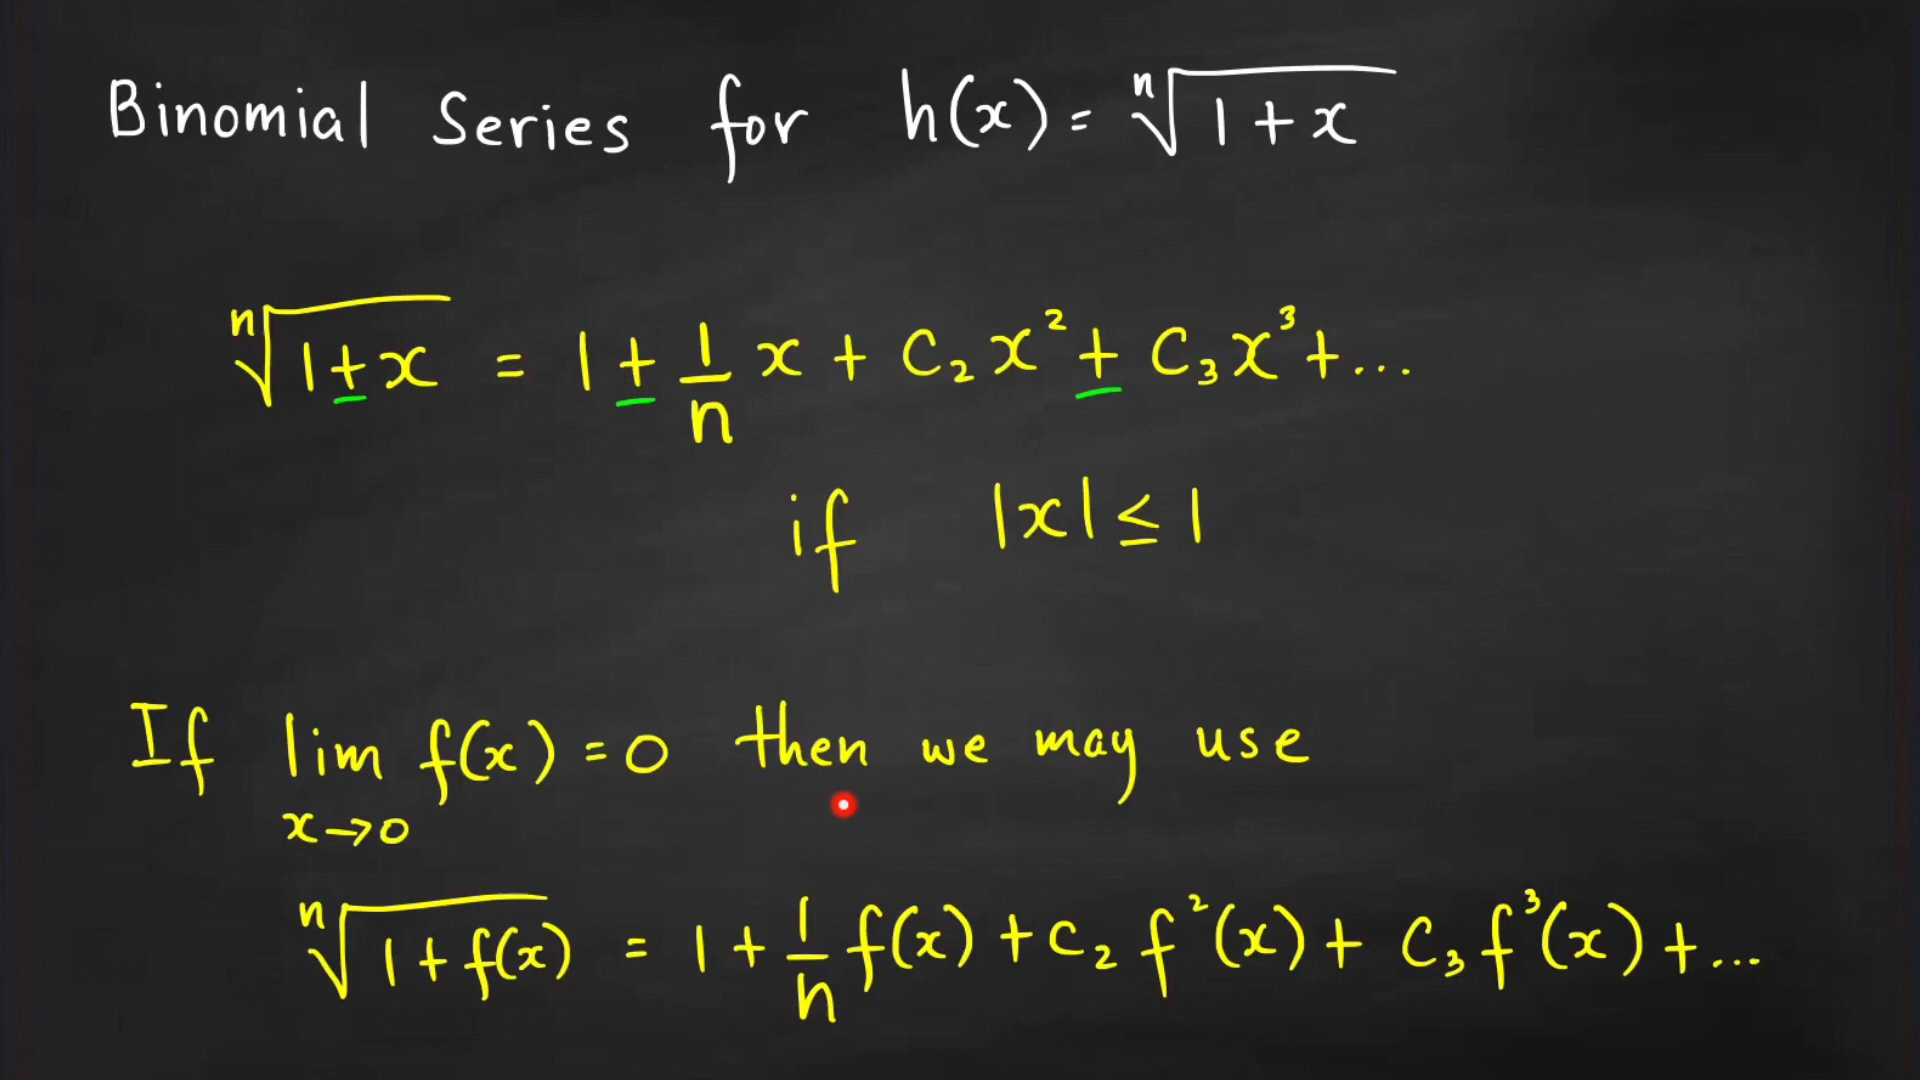 Binomial Series for h(x) = ⁿ√(1+x)
ⁿ√(1+x) = 1 + 1/n x + C₂x² + C₃x³ + ...
if |x| ≤ 1
If lim x→0 f(x) = 0 then we may use
ⁿ√(1+f(x)) = 1 + 1/n f(x) + C₂ f²(x) + C₃ f³(x) + ...